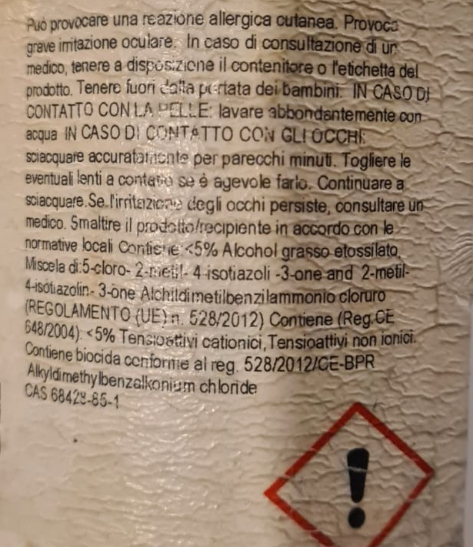 Può provocare una reazione allergica cutanea. Provoca
grave irritazione oculare. In caso di consultazione di un
medico, tenere a disposizione il contenitore o l'etichetta del
prodotto. Tenere fuori dalla portata dei bambini. IN CASO DI
CONTATTO CON LA PELLE: lavare abbondantemente con
acqua IN CASO DI CONTATTO CON GLI OCCHI:
sciacquare accuratamente per parecchi minuti. Togliere le
eventuali lenti a contatto se è agevole farlo. Continuare a
sciacquare. Se l'irritazione degli occhi persiste, consultare un
medico. Smaltire il prodotto/recipiente in accordo con le
normative locali Contiene <5% Alcohol grasso etossilato,
Miscela di:5-cloro- 2-metil- 4-isotiazoli -3-one and 2-metil-
4-isotiazolin- 3-one Alchildimetilbenzilammonio cloruro
(REGOLAMENTO (UE) n. 528/2012) Contiene (Reg.CE
648/2004): <5% Tensioattivi cationici, Tensioattivi non ionici.
Contiene biocida conforme al reg. 528/2012/CE-BPR
Alkyldimethylbenzalkonium chloride
CAS 68428-85-1